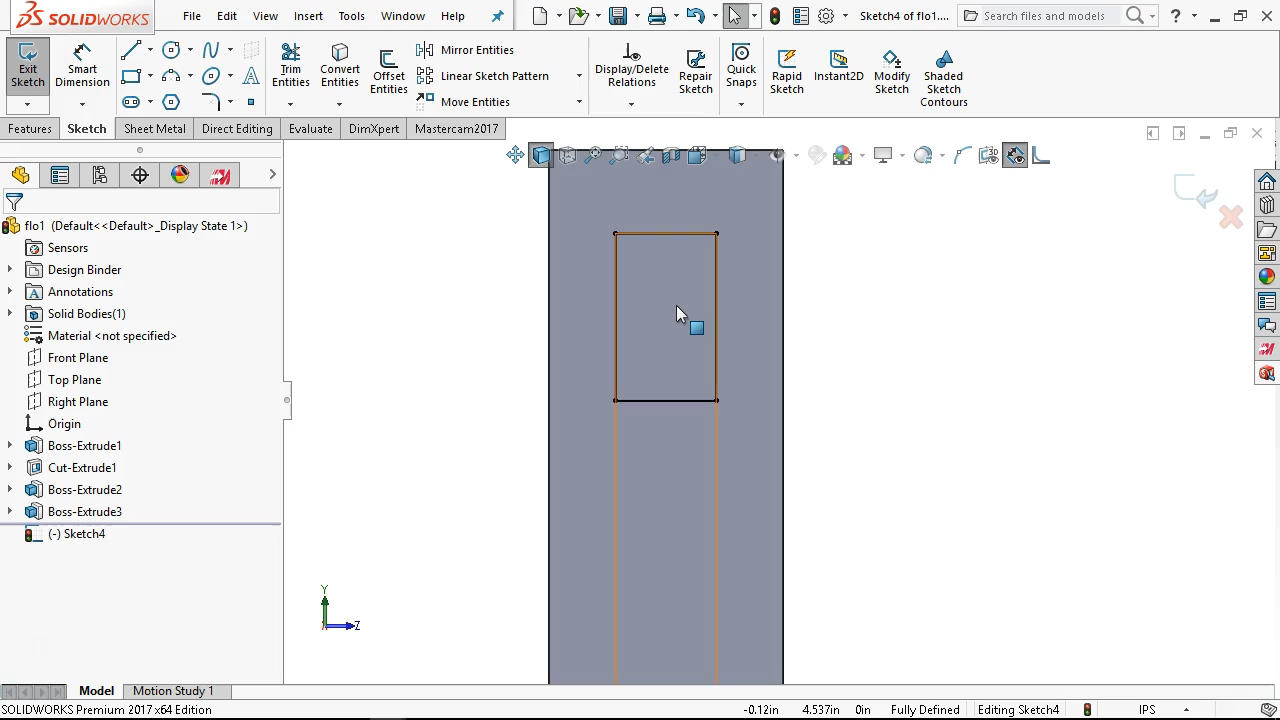 SOLIDWORKS
File Edit View Insert Tools Window Help
Sketch4 of flo1....
Search files and models
Exit Sketch
Smart Dimension
Trim Entities
Convert Entities
Offset Entities
Mirror Entities
Linear Sketch Pattern
Move Entities
Display/Delete Relations
Repair Sketch
Quick Snaps
Rapid Sketch
Instant2D
Modify Sketch
Shaded Sketch Contours
Features Sketch Sheet Metal Direct Editing Evaluate DimXpert Mastercam2017
flo1 (Default<<Default>_Display State 1>)
Sensors
Design Binder
Annotations
Solid Bodies(1)
Material <not specified>
Front Plane
Top Plane
Right Plane
Origin
Boss-Extrude1
Cut-Extrude1
Boss-Extrude2
Boss-Extrude3
(-) Sketch4
Y
Z
Model Motion Study 1
SOLIDWORKS Premium 2017 x64 Edition -0.12in 4.537in 0in Fully Defined Editing Sketch4 IPS